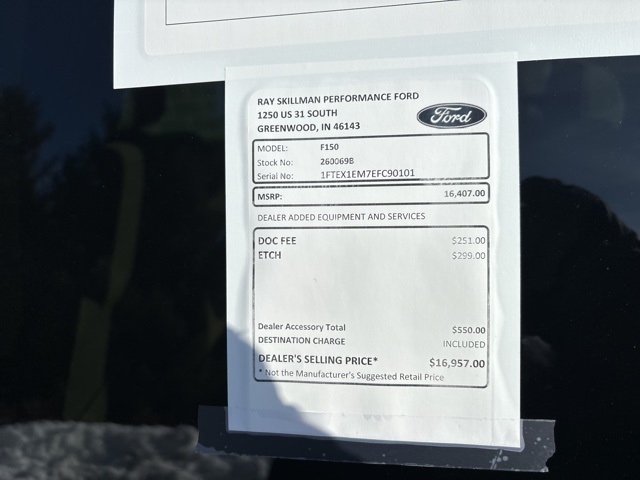 RAY SKILLMAN PERFORMANCE FORD
1250 US 31 SOUTH
GREENWOOD, IN 46143
Ford
MODEL: F150
Stock No: 260069B
Serial No: 1FTEX1EM7EFC90101
MSRP: 16,407.00
DEALER ADDED EQUIPMENT AND SERVICES
DOC FEE $251.00
ETCH $299.00
Dealer Accessory Total $550.00
DESTINATION CHARGE INCLUDED
DEALER'S SELLING PRICE* $16,957.00
* Not the Manufacturer's Suggested Retail Price